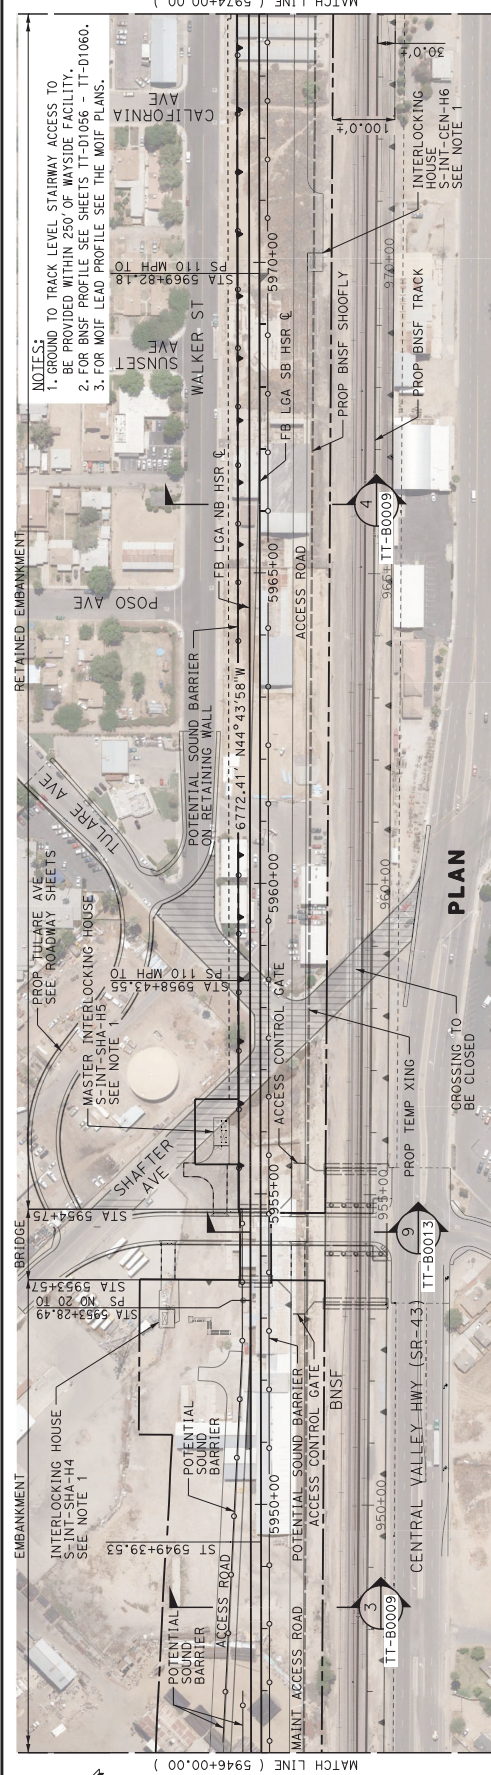 MATCH LINE ( 5974+00.00 )
NOTES:
1. GROUND TO TRACK LEVEL STAIRWAY ACCESS TO
BE PROVIDED WITHIN 250' OF WAYSIDE FACILITY.
2. FOR BNSF PROFILE SEE SHEETS TT-D1056 - TT-D1060.
3. FOR MOIF LEAD PROFILE SEE THE MOIF PLANS.
CALIFORNIA
AVE
30.0'±
100.0'±
INTERLOCKING
HOUSE
S-INT-CEN-H6
SEE NOTE 1
STA 5969+82.18
PS 110 MPH TO
5970+00
970+00
SUNSET
AVE
WALKER ST
FB LGA SB HSR ℄
PROP BNSF SHOOFLY
PROP BNSF TRACK
FB LGA NB HSR ℄
4
TT-B0009
RETAINED EMBANKMENT
POSO AVE
5965+00
965+
ACCESS ROAD
POTENTIAL SOUND BARRIER
ON RETAINING WALL
6772.41' N44°43'58"W
TULARE AVE
5960+00
960+00
PLAN
PROP TULARE AVE
SEE ROADWAY SHEETS
MASTER INTERLOCKING HOUSE
S-INT-SHA-H5
SEE NOTE 1
STA 5958+43.55
PS 110 MPH TO
ACCESS CONTROL GATE
PROP TEMP XING
CROSSING TO
BE CLOSED
SHAFTER
AVE
5955+00
955+00
STA 5954+75
BRIDGE
STA 5953+57
PS NO 20 TO
STA 5953+28.49
9
TT-B0013
INTERLOCKING HOUSE
S-INT-SHA-H4
SEE NOTE 1
POTENTIAL
SOUND
BARRIER
POTENTIAL SOUND BARRIER
ACCESS CONTROL GATE
BNSF
CENTRAL VALLEY HWY (SR-43)
EMBANKMENT
5950+00
950+00
ST 5949+39.53
ACCESS ROAD
POTENTIAL
SOUND
BARRIER
MAINT ACCESS ROAD
3
TT-B0009
MATCH LINE ( 5946+00.00 )